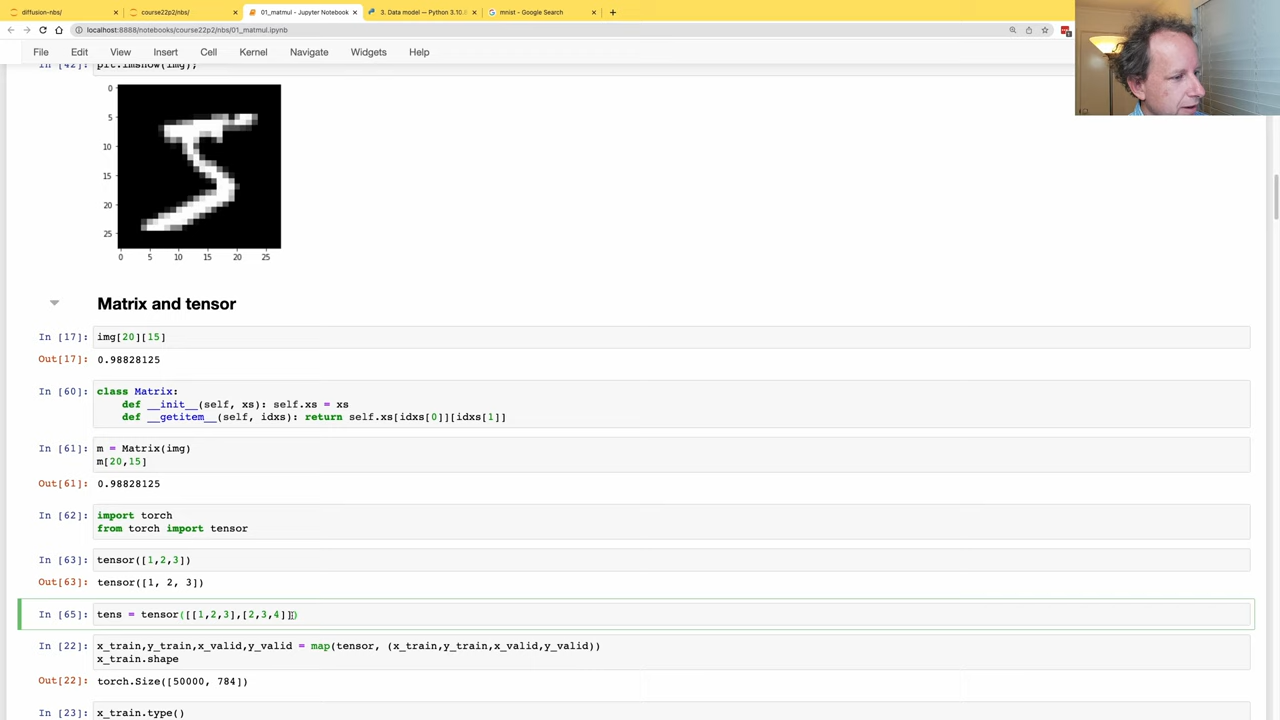 diffusion-nbs/ × course22p2/nbs/ × 01_matmul - Jupyter Notebook × 3. Data model — Python 3.10. × mnist - Google Search ×
localhost:8888/notebooks/course22p2/nbs/01_matmul.ipynb
File Edit View Insert Cell Kernel Navigate Widgets Help
In [42]: plt.imshow(img);
0
5
10
15
20
25
0 5 10 15 20 25
Matrix and tensor
In [17]: img[20][15]
Out[17]: 0.98828125
In [60]: class Matrix:
def __init__(self, xs): self.xs = xs
def __getitem__(self, idxs): return self.xs[idxs[0]][idxs[1]]
In [61]: m = Matrix(img)
m[20,15]
Out[61]: 0.98828125
In [62]: import torch
from torch import tensor
In [63]: tensor([1,2,3])
Out[63]: tensor([1, 2, 3])
In [65]: tens = tensor([[1,2,3],[2,3,4]])
In [22]: x_train,y_train,x_valid,y_valid = map(tensor, (x_train,y_train,x_valid,y_valid))
x_train.shape
Out[22]: torch.Size([50000, 784])
In [23]: x_train.type()